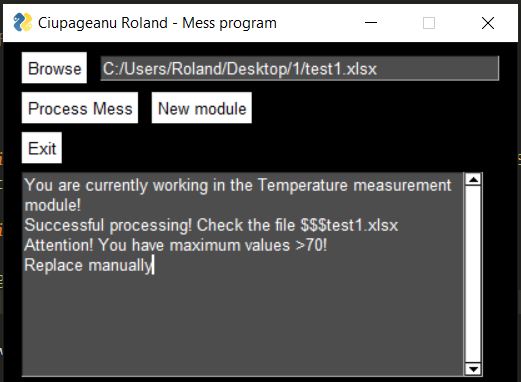 Ciupageanu Roland - Mess program
Browse C:/Users/Roland/Desktop/1/test1.xlsx
Process Mess New module
Exit
You are currently working in the Temperature measurement
module!
Successful processing! Check the file $$$test1.xlsx
Attention! You have maximum values >70!
Replace manually